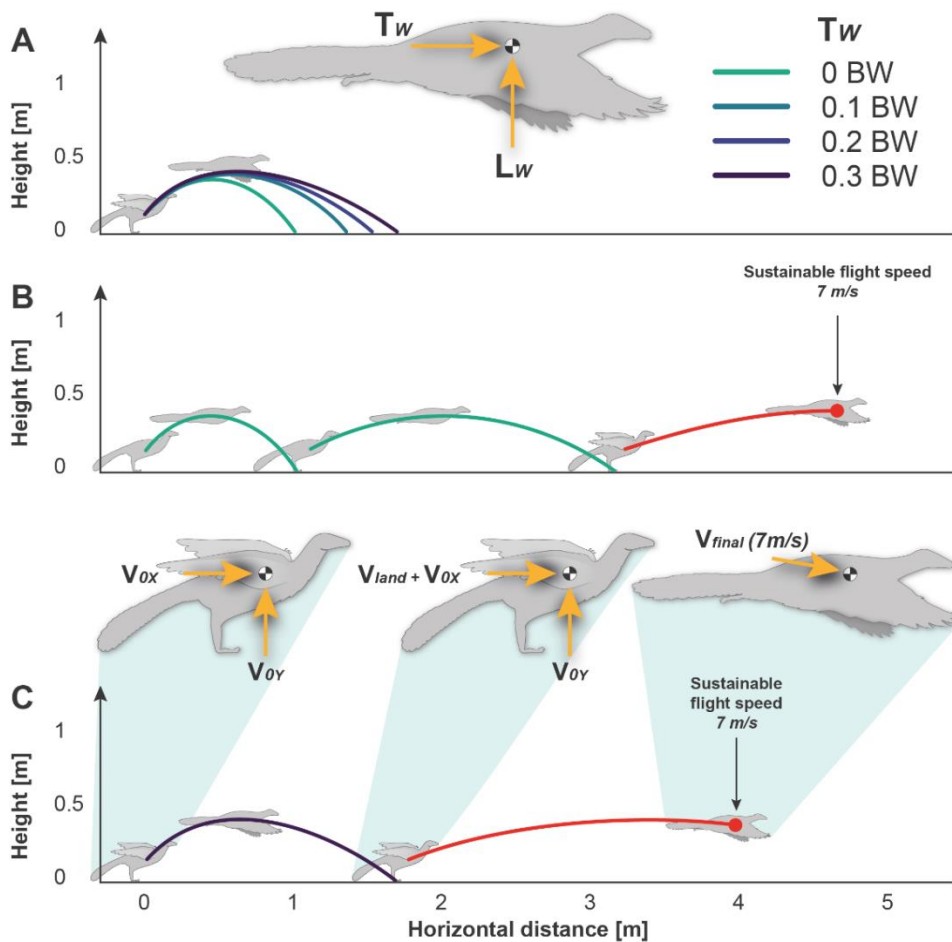 A
Height [m]
1
0.5
0
Tw
Lw
Tw
0 BW
0.1 BW
0.2 BW
0.3 BW
B
Height [m]
1
0.5
0
Sustainable flight speed
7 m/s
V0X
V0Y
Vland + V0X
V0Y
Vfinal (7m/s)
C
Height [m]
1
0.5
0
Sustainable
flight speed
7 m/s
0 1 2 3 4 5
Horizontal distance [m]